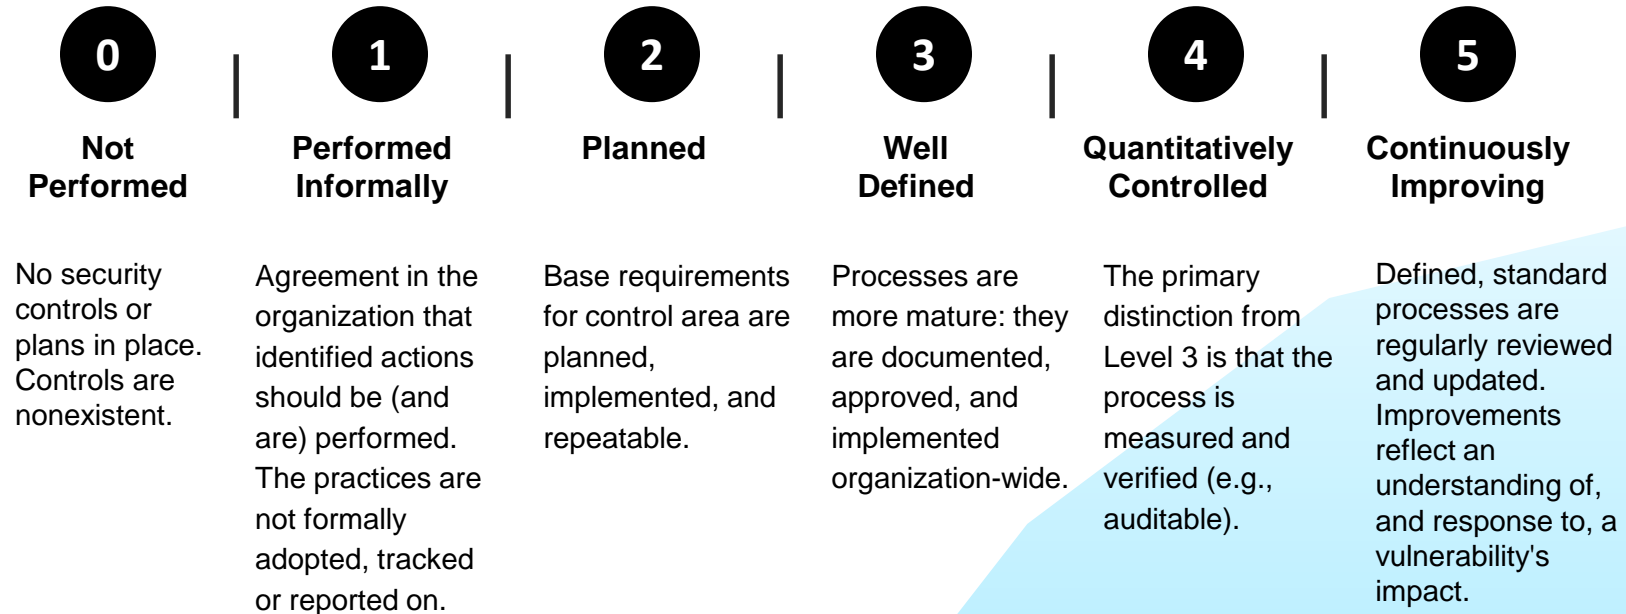 0
Not
Performed
No security
controls or
plans in place.
Controls are
nonexistent.
1
Performed
Informally
Agreement in the
organization that
identified actions
should be (and
are) performed.
The practices are
not formally
adopted, tracked
or reported on.
2
Planned
Base requirements
for control area are
planned,
implemented, and
repeatable.
3
Well
Defined
Processes are
more mature: they
are documented,
approved, and
implemented
organization-wide.
4
Quantitatively
Controlled
The primary
distinction from
Level 3 is that the
process is
measured and
verified (e.g.,
auditable).
5
Continuously
Improving
Defined, standard
processes are
regularly reviewed
and updated.
Improvements
reflect an
understanding of,
and response to, a
vulnerability's
impact.